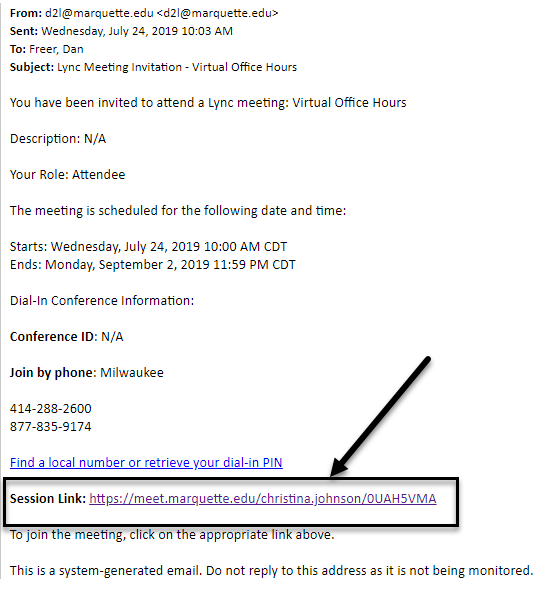 From: d2l@marquette.edu <d2l@marquette.edu>
Sent: Wednesday, July 24, 2019 10:03 AM
To: Freer, Dan
Subject: Lync Meeting Invitation - Virtual Office Hours
You have been invited to attend a Lync meeting: Virtual Office Hours
Description: N/A
Your Role: Attendee
The meeting is scheduled for the following date and time:
Starts: Wednesday, July 24, 2019 10:00 AM CDT
Ends: Monday, September 2, 2019 11:59 PM CDT
Dial-In Conference Information:
Conference ID: N/A
Join by phone: Milwaukee
414-288-2600
877-835-9174
Find a local number or retrieve your dial-in PIN
Session Link: https://meet.marquette.edu/christina.johnson/0UAH5VMA
To join the meeting, click on the appropriate link above.
This is a system-generated email. Do not reply to this address as it is not being monitored.